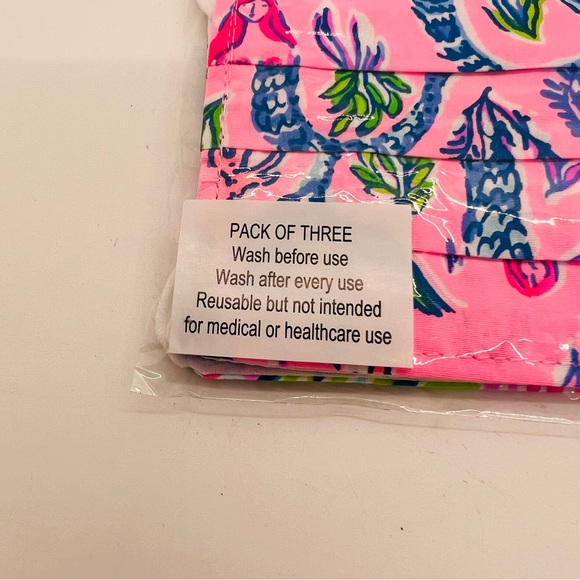 PACK OF THREE
Wash before use
Wash after every use
Reusable but not intended
for medical or healthcare use